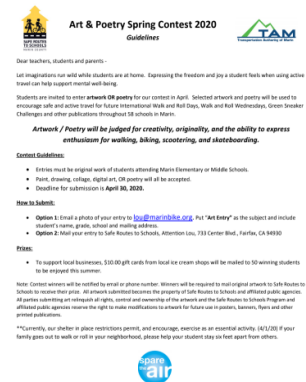 SAFE ROUTES
TO SCHOOLS
Art & Poetry Spring Contest 2020
Guidelines
TAM
Transportation Authority of Marin
Dear teachers, students and parents -
Let imaginations run wild while students are at home. Expressing the freedom and joy a student feels when using active
travel can help support mental well-being.
Students are invited to enter artwork OR poetry for our contest in April. Selected artwork and poetry will be used to
encourage safe and active travel for future International Walk and Roll Days, Walk and Roll Wednesdays, Green Sneaker
Challenges and other publications throughout 58 schools in Marin.
Artwork / Poetry will be judged for creativity, originality, and the ability to express
enthusiasm for walking, biking, scootering, and skateboarding.
Contest Guidelines:
• Entries must be original work of students attending Marin Elementary or Middle Schools.
• Paint, drawing, collage, digital art, OR poetry will all be accepted.
• Deadline for submission is April 30, 2020.
How to Submit:
• Option 1: Email a photo of your entry to lou@marinbike.org. Put "Art Entry" as the subject and include
student's name, grade, school and mailing address.
• Option 2: Mail your entry to Safe Routes to Schools, Attention Lou, 733 Center Blvd., Fairfax, CA 94930
Prizes:
• To support local businesses, $10.00 gift cards from local ice cream shops will be mailed to 50 winning students
to be enjoyed this summer.
Note: Contest winners will be notified by email or phone number. Winners will be required to mail original artwork to Safe Routes to
Schools to receive their prize. All artwork submitted becomes the property of Safe Routes to Schools and affiliated public agencies.
All parties submitting art relinquish all rights, control and ownership of the artwork and the Safe Routes to Schools Program and
affiliated public agencies reserve the right to make modifications to artwork for future use in posters, banners, flyers and other
printed publications.
**Currently, our shelter in place restrictions permit, and encourage, exercise as an essential activity. (4/1/20) If your
family goes out to walk or roll in your neighborhood, please help your student stay six feet apart from others.
spare
the air